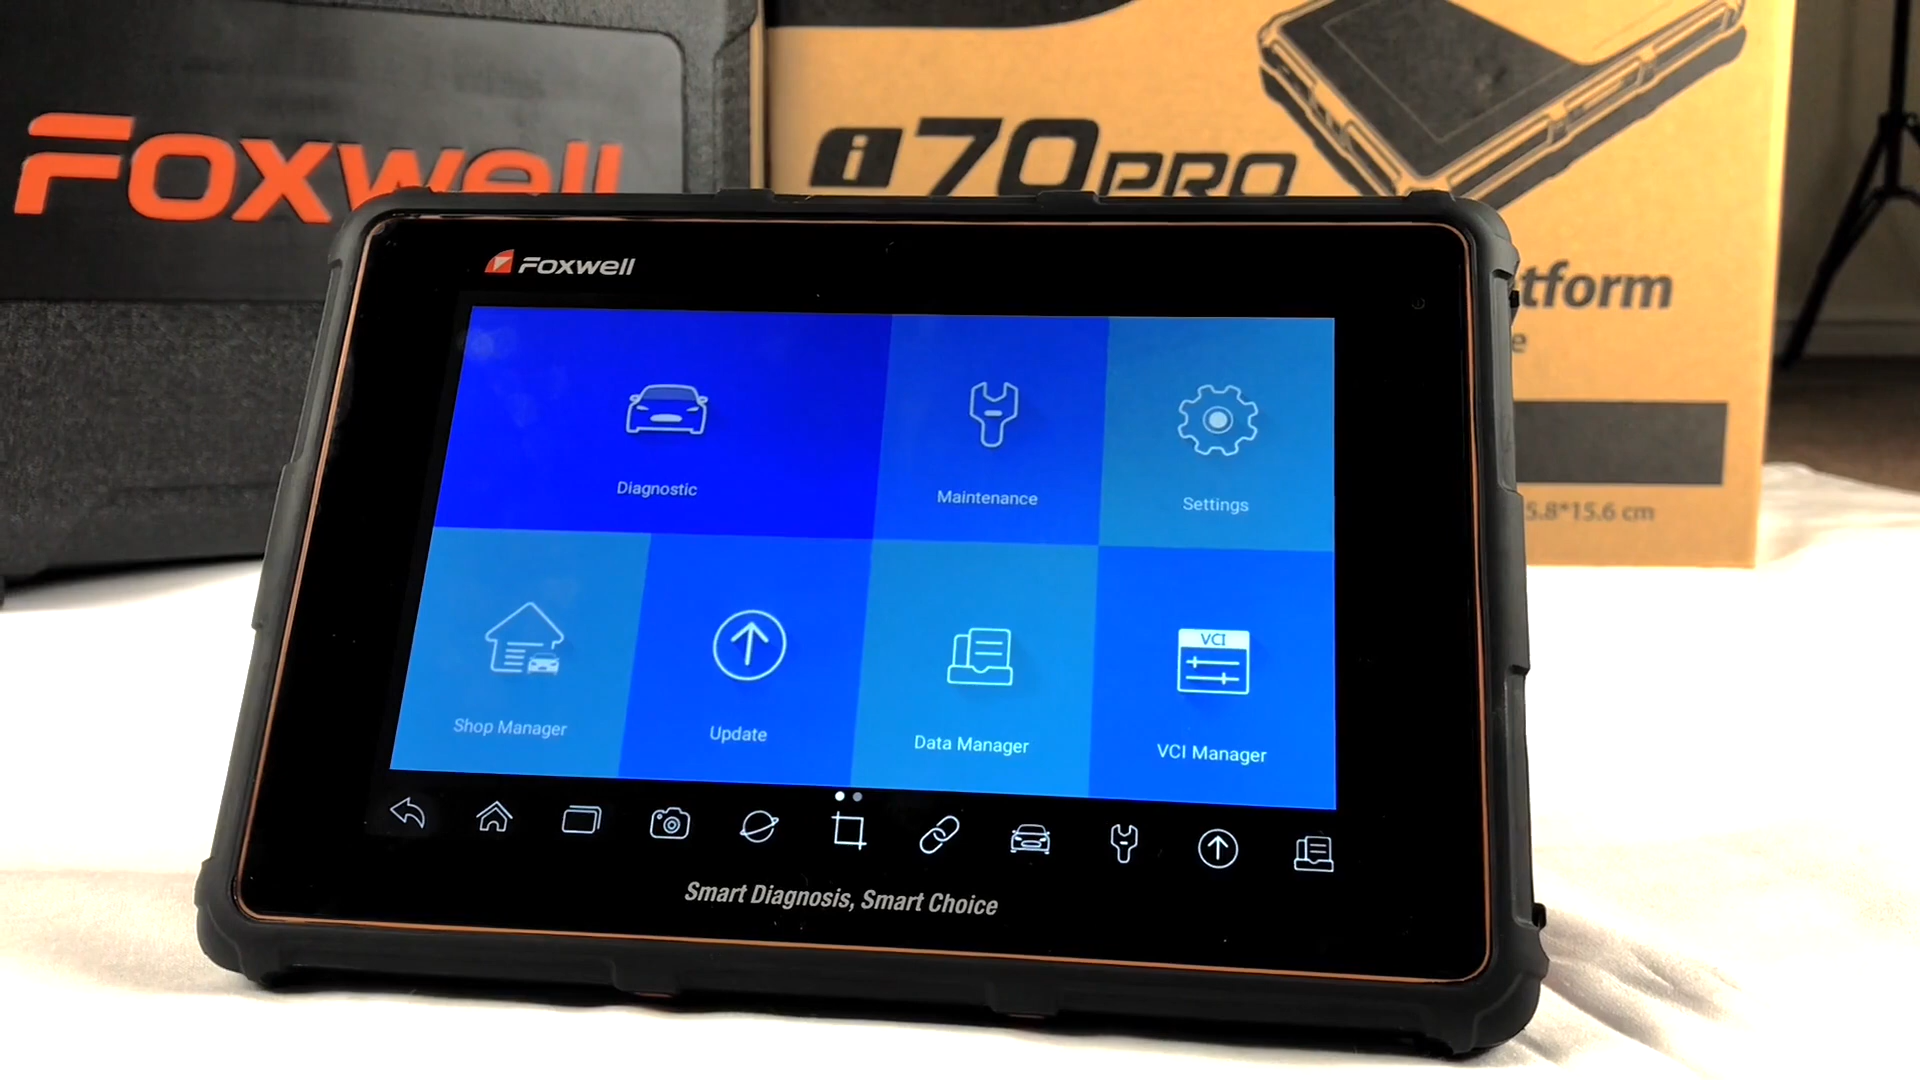 Foxwell
i70PRO
tform
e
5.8*15.6 cm
Foxwell
Diagnostic
Maintenance
Settings
Shop Manager
Update
Data Manager
VCI
VCI Manager
Smart Diagnosis, Smart Choice